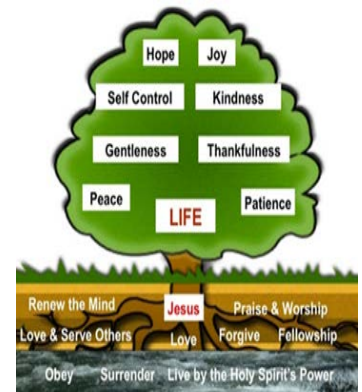 Hope Joy
Self Control Kindness
Gentleness Thankfulness
Peace Patience
LIFE
Renew the Mind Jesus Praise & Worship
Love & Serve Others Love Forgive Fellowship
Obey Surrender Live by the Holy Spirit's Power